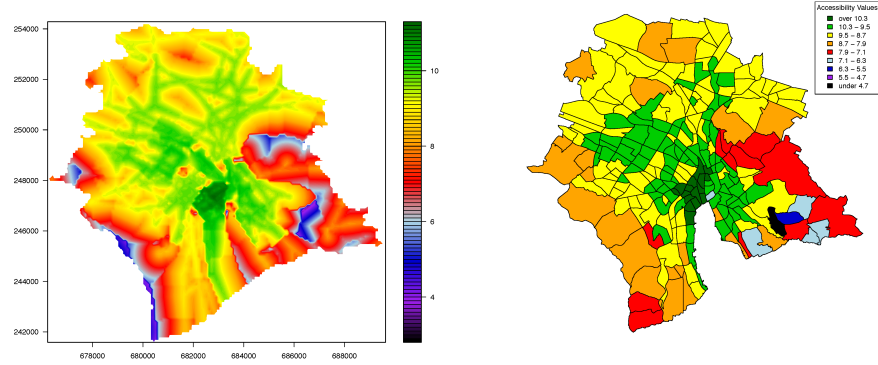 254000
252000
250000
248000
246000
244000
242000
678000 680000 682000 684000 686000 688000
10
8
6
4
Accessibility Values
over 10.3
10.3 − 9.5
9.5 − 8.7
8.7 − 7.9
7.9 − 7.1
7.1 − 6.3
6.3 − 5.5
5.5 − 4.7
under 4.7